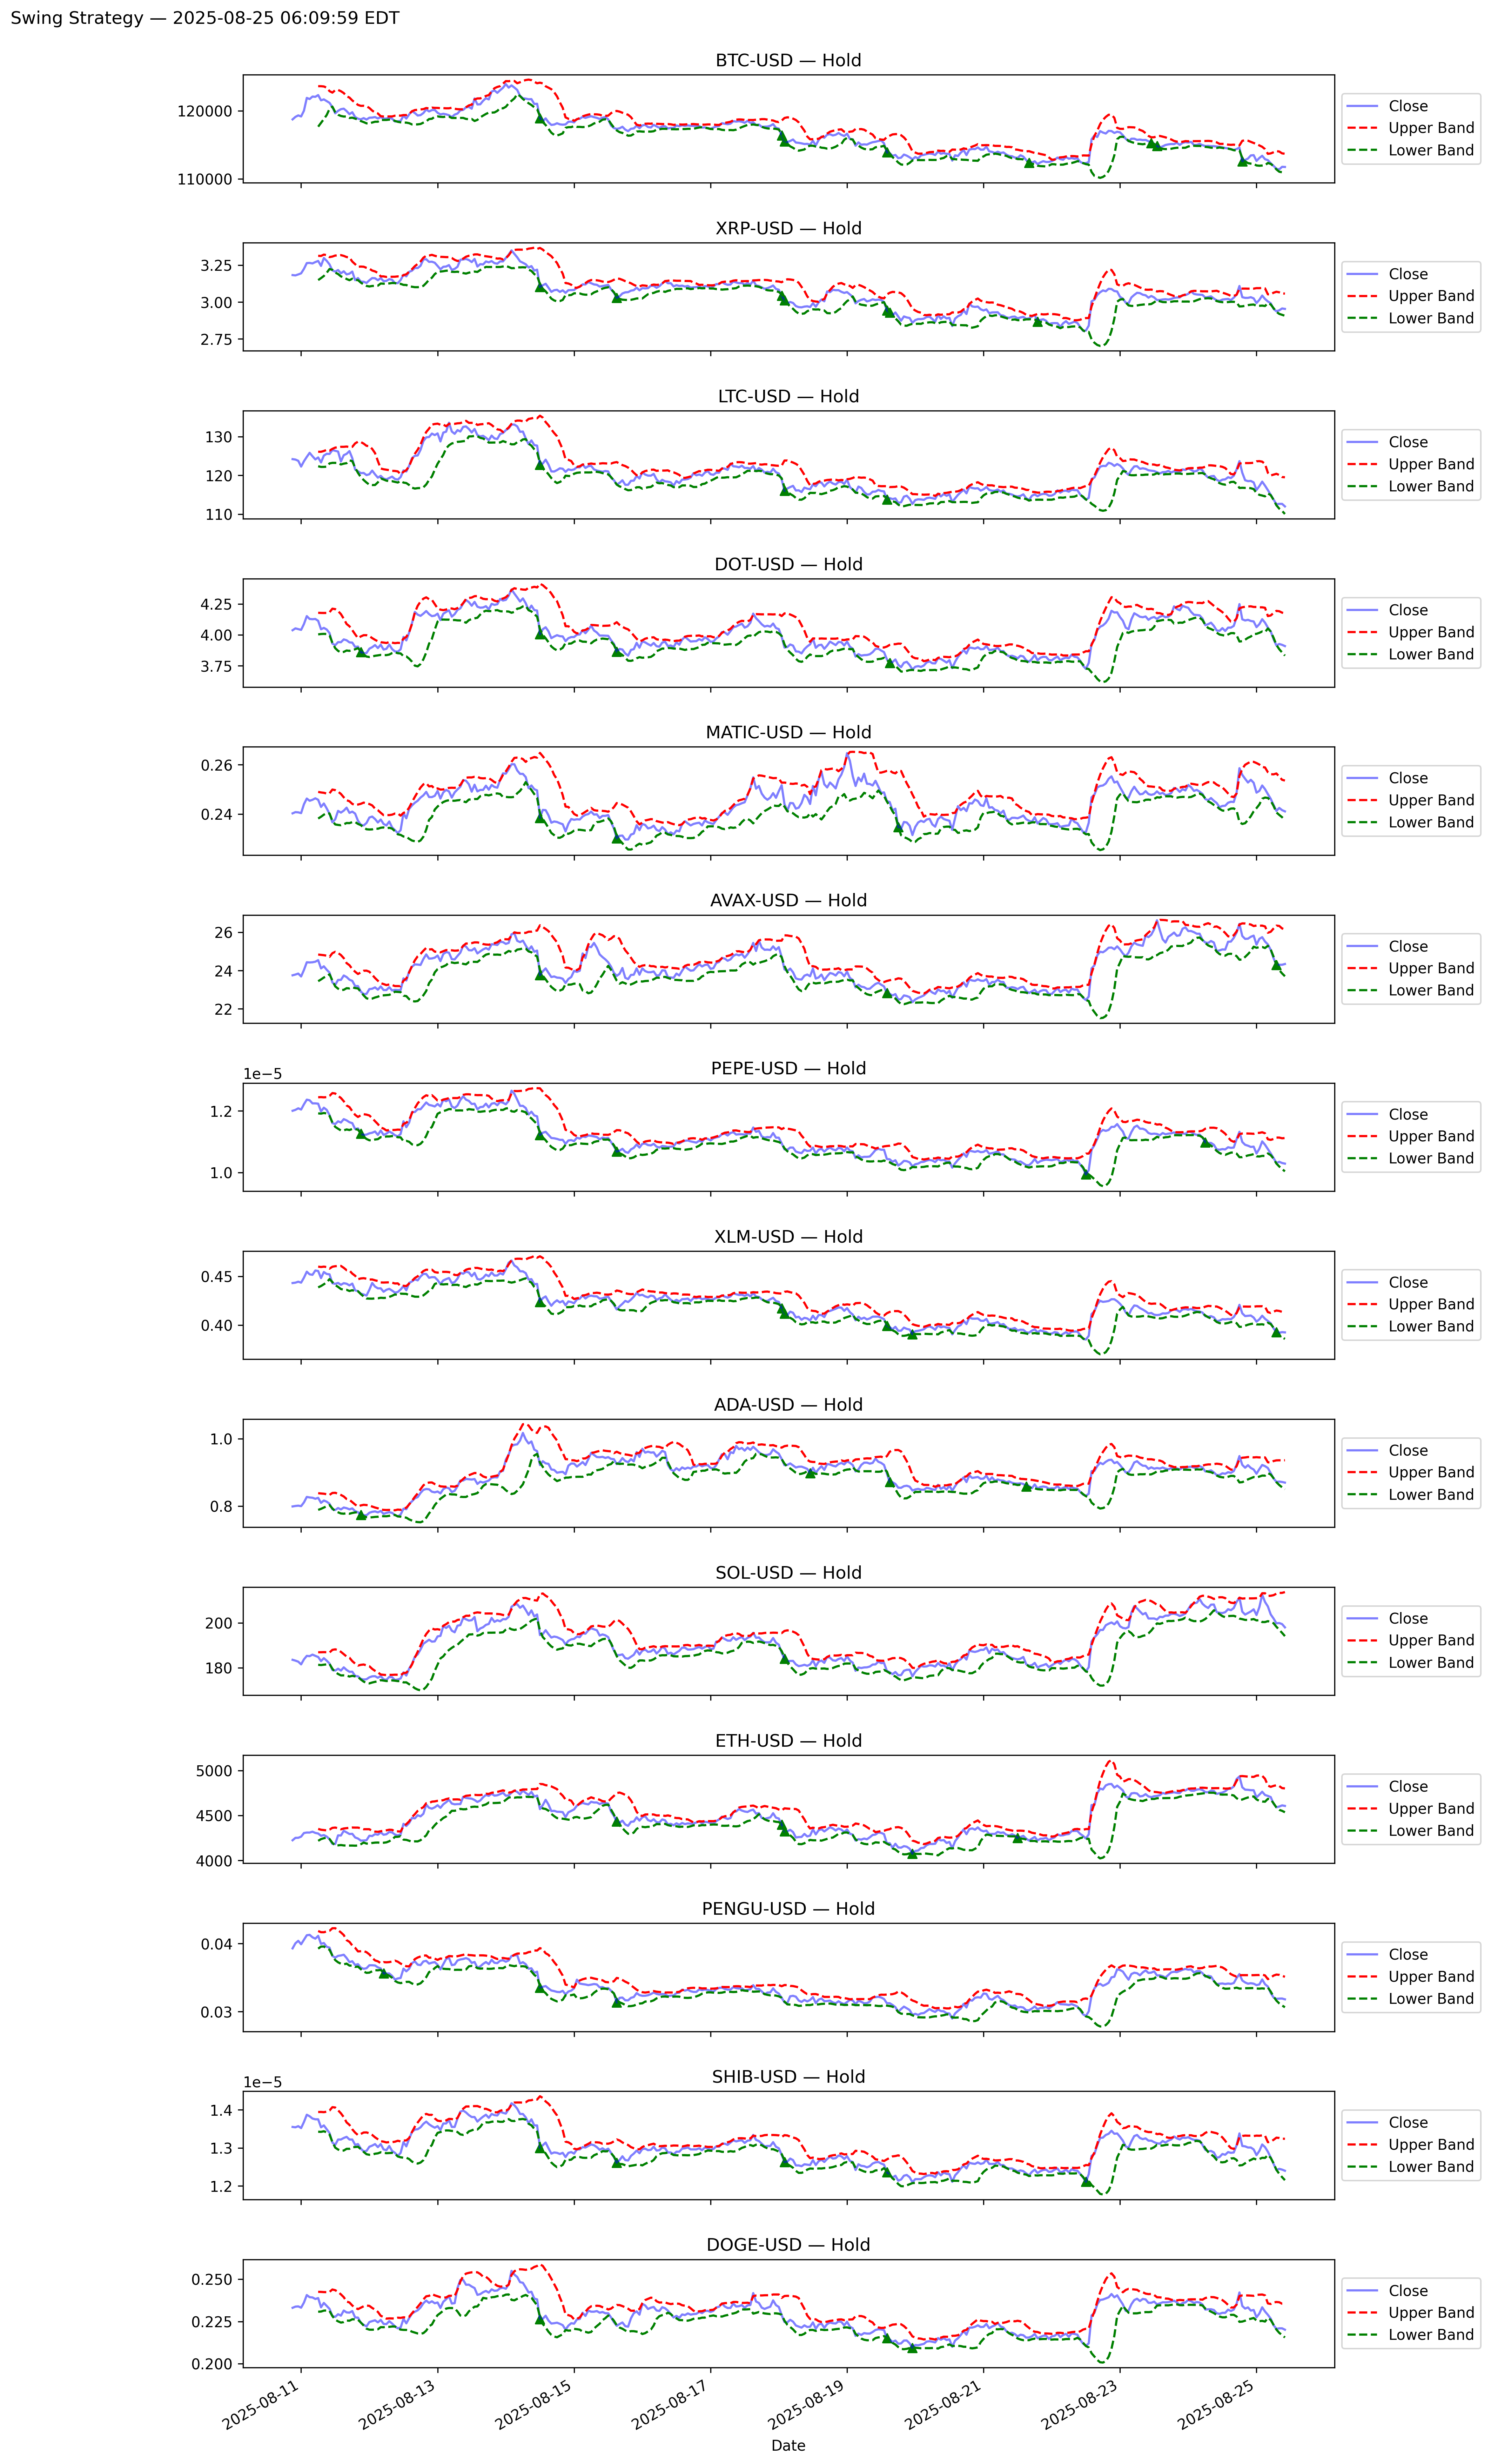 Swing Strategy — 2025-08-25 06:09:59 EDT
BTC-USD — Hold
120000
110000
Close
Upper Band
Lower Band
XRP-USD — Hold
3.25
3.00
2.75
Close
Upper Band
Lower Band
LTC-USD — Hold
130
120
110
Close
Upper Band
Lower Band
DOT-USD — Hold
4.25
4.00
3.75
Close
Upper Band
Lower Band
MATIC-USD — Hold
0.26
0.24
Close
Upper Band
Lower Band
AVAX-USD — Hold
26
24
22
Close
Upper Band
Lower Band
PEPE-USD — Hold
1e−5
1.2
1.0
Close
Upper Band
Lower Band
XLM-USD — Hold
0.45
0.40
Close
Upper Band
Lower Band
ADA-USD — Hold
1.0
0.8
Close
Upper Band
Lower Band
SOL-USD — Hold
200
180
Close
Upper Band
Lower Band
ETH-USD — Hold
5000
4500
4000
Close
Upper Band
Lower Band
PENGU-USD — Hold
0.04
0.03
Close
Upper Band
Lower Band
SHIB-USD — Hold
1e−5
1.4
1.3
1.2
Close
Upper Band
Lower Band
DOGE-USD — Hold
0.250
0.225
0.200
Close
Upper Band
Lower Band
2025-08-11
2025-08-13
2025-08-15
2025-08-17
2025-08-19
2025-08-21
2025-08-23
2025-08-25
Date